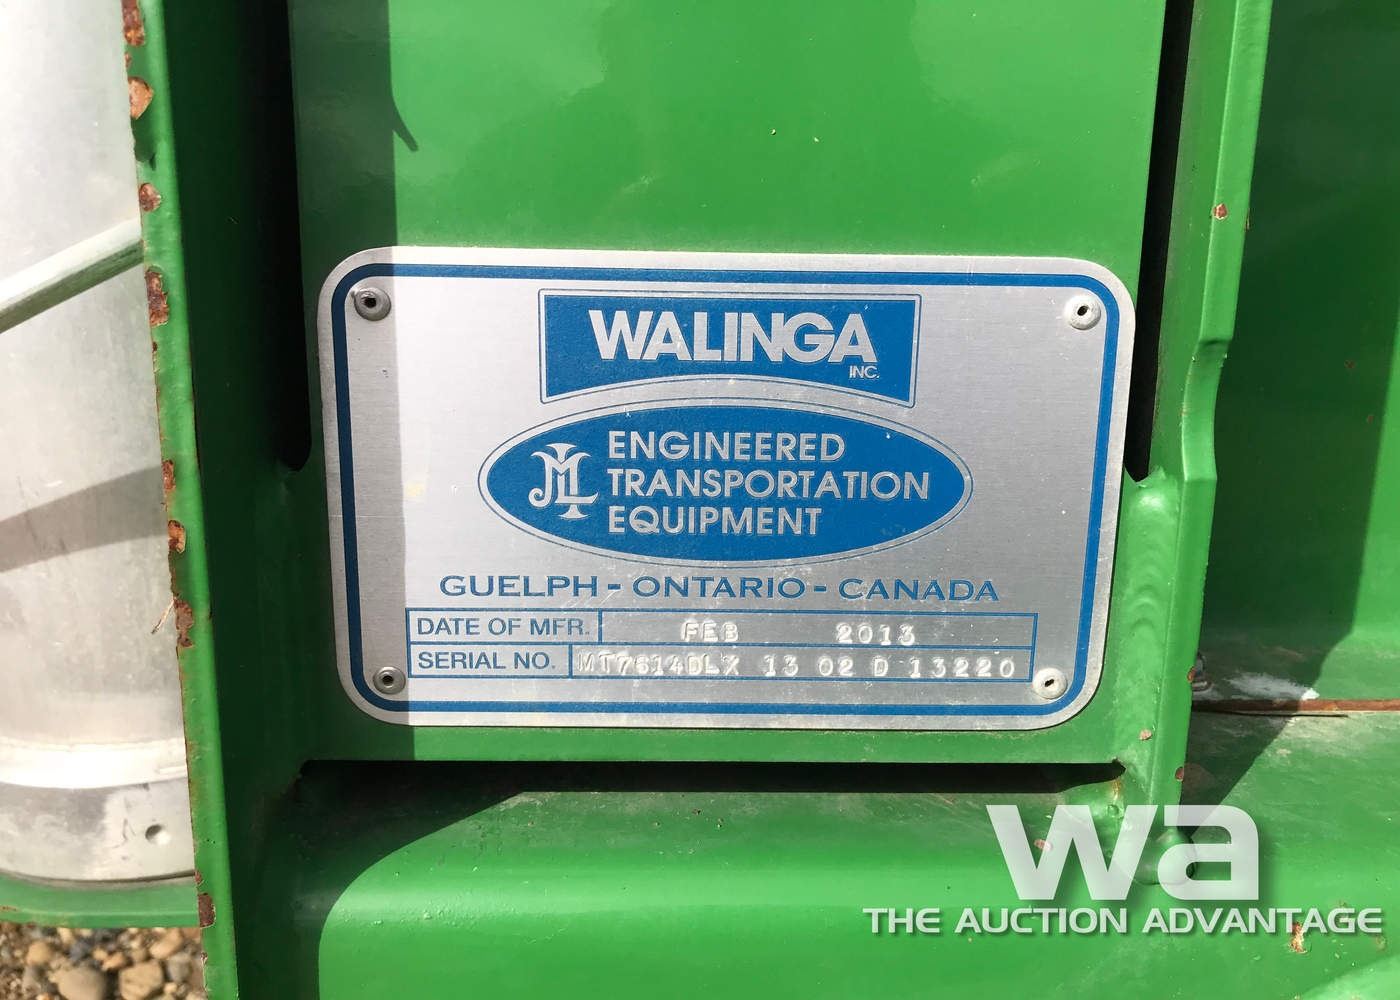 WALINGA
INC.
ENGINEERED
TRANSPORTATION
EQUIPMENT
GUELPH - ONTARIO - CANADA
DATE OF MFR. FEB 2013
SERIAL NO. MT7614DLX 13 02 D 13220
wa
THE AUCTION ADVANTAGE